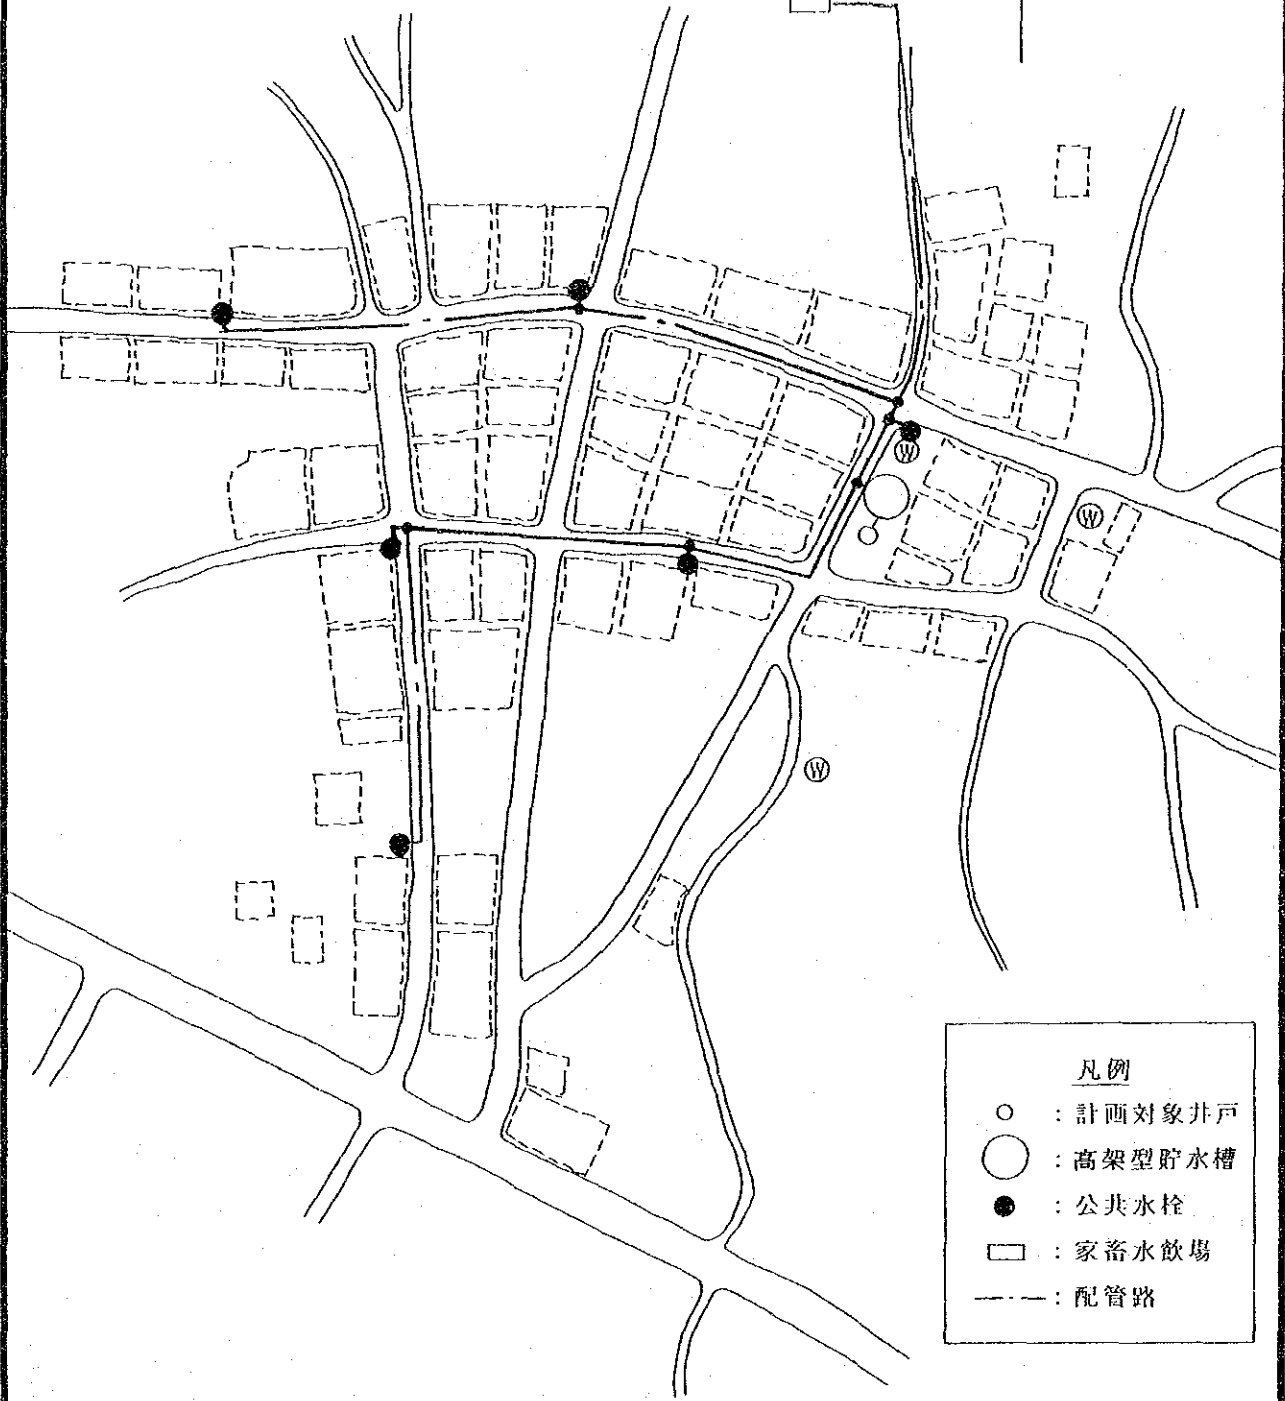 Ⓦ
Ⓦ
Ⓦ
凡例
○ : 計画対象井戸
◯ : 高架型貯水槽
● : 公共水栓
▭ : 家畜水飲場
—·— : 配管路